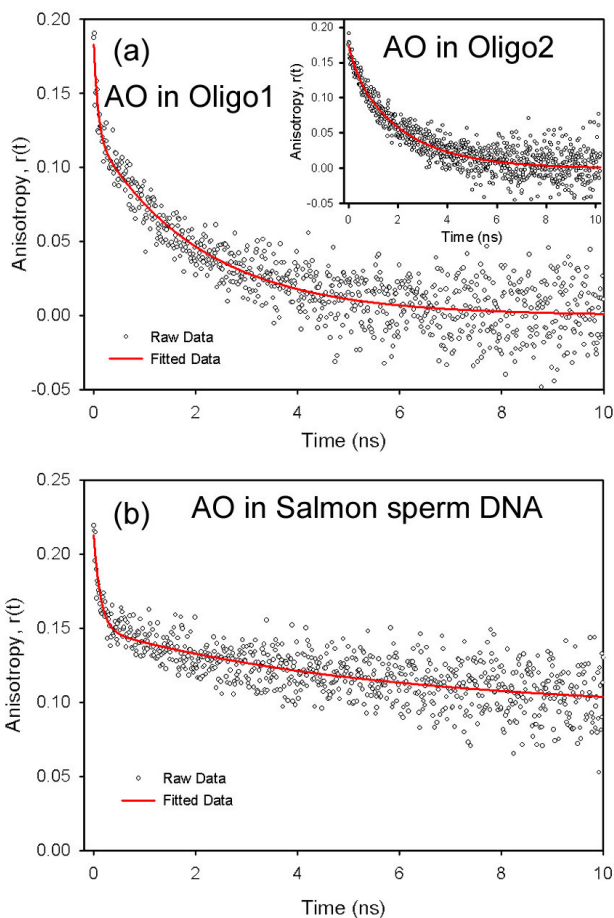 (a)
AO in Oligo1
Anisotropy, r(t)
0.20
0.15
0.10
0.05
0.00
-0.05
0 2 4 6 8 10
Time (ns)
Raw Data
Fitted Data
AO in Oligo2
Anisotropy, r(t)
0.20
0.15
0.10
0.05
0.00
-0.05
0 2 4 6 8 10
Time (ns)
(b)
AO in Salmon sperm DNA
Anisotropy, r(t)
0.25
0.20
0.15
0.10
0.05
0.00
Raw Data
Fitted Data
0 2 4 6 8 10
Time (ns)